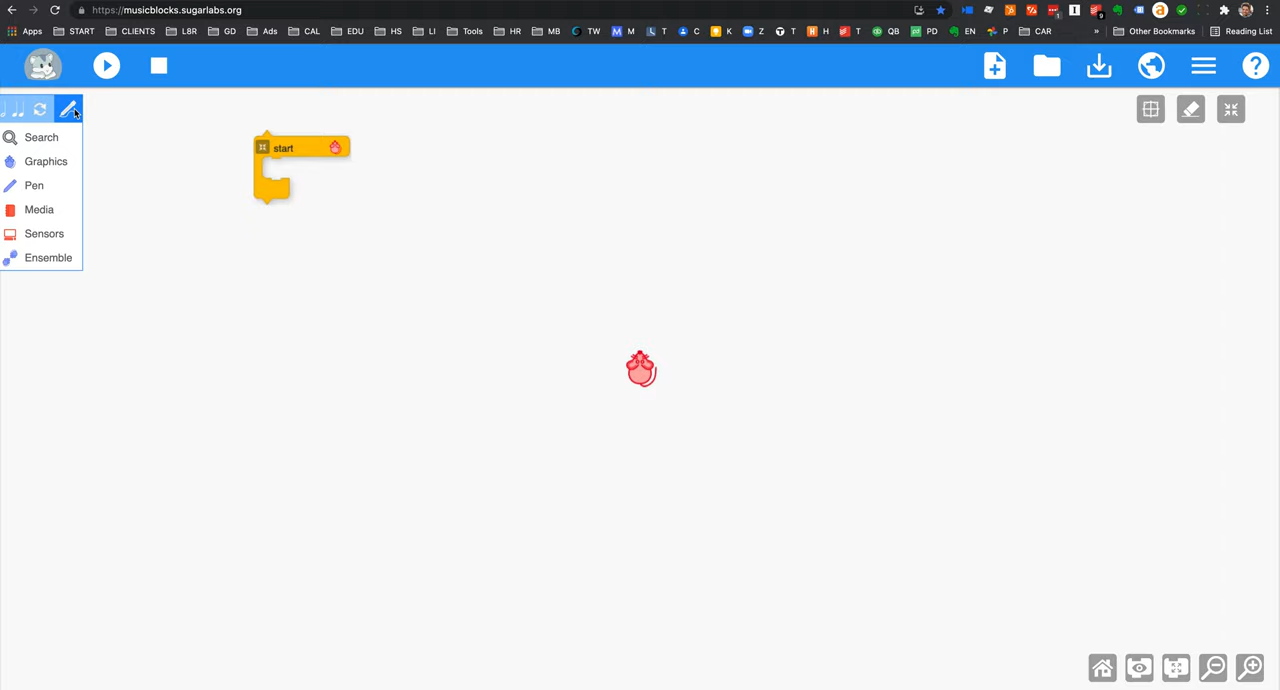 https://musicblocks.sugarlabs.org
Apps START CLIENTS L8R GD Ads CAL EDU HS LI Tools HR MB TW M T C K Z T H T QB PD EN P CAR » Other Bookmarks Reading List
Search
Graphics
Pen
Media
Sensors
Ensemble
start